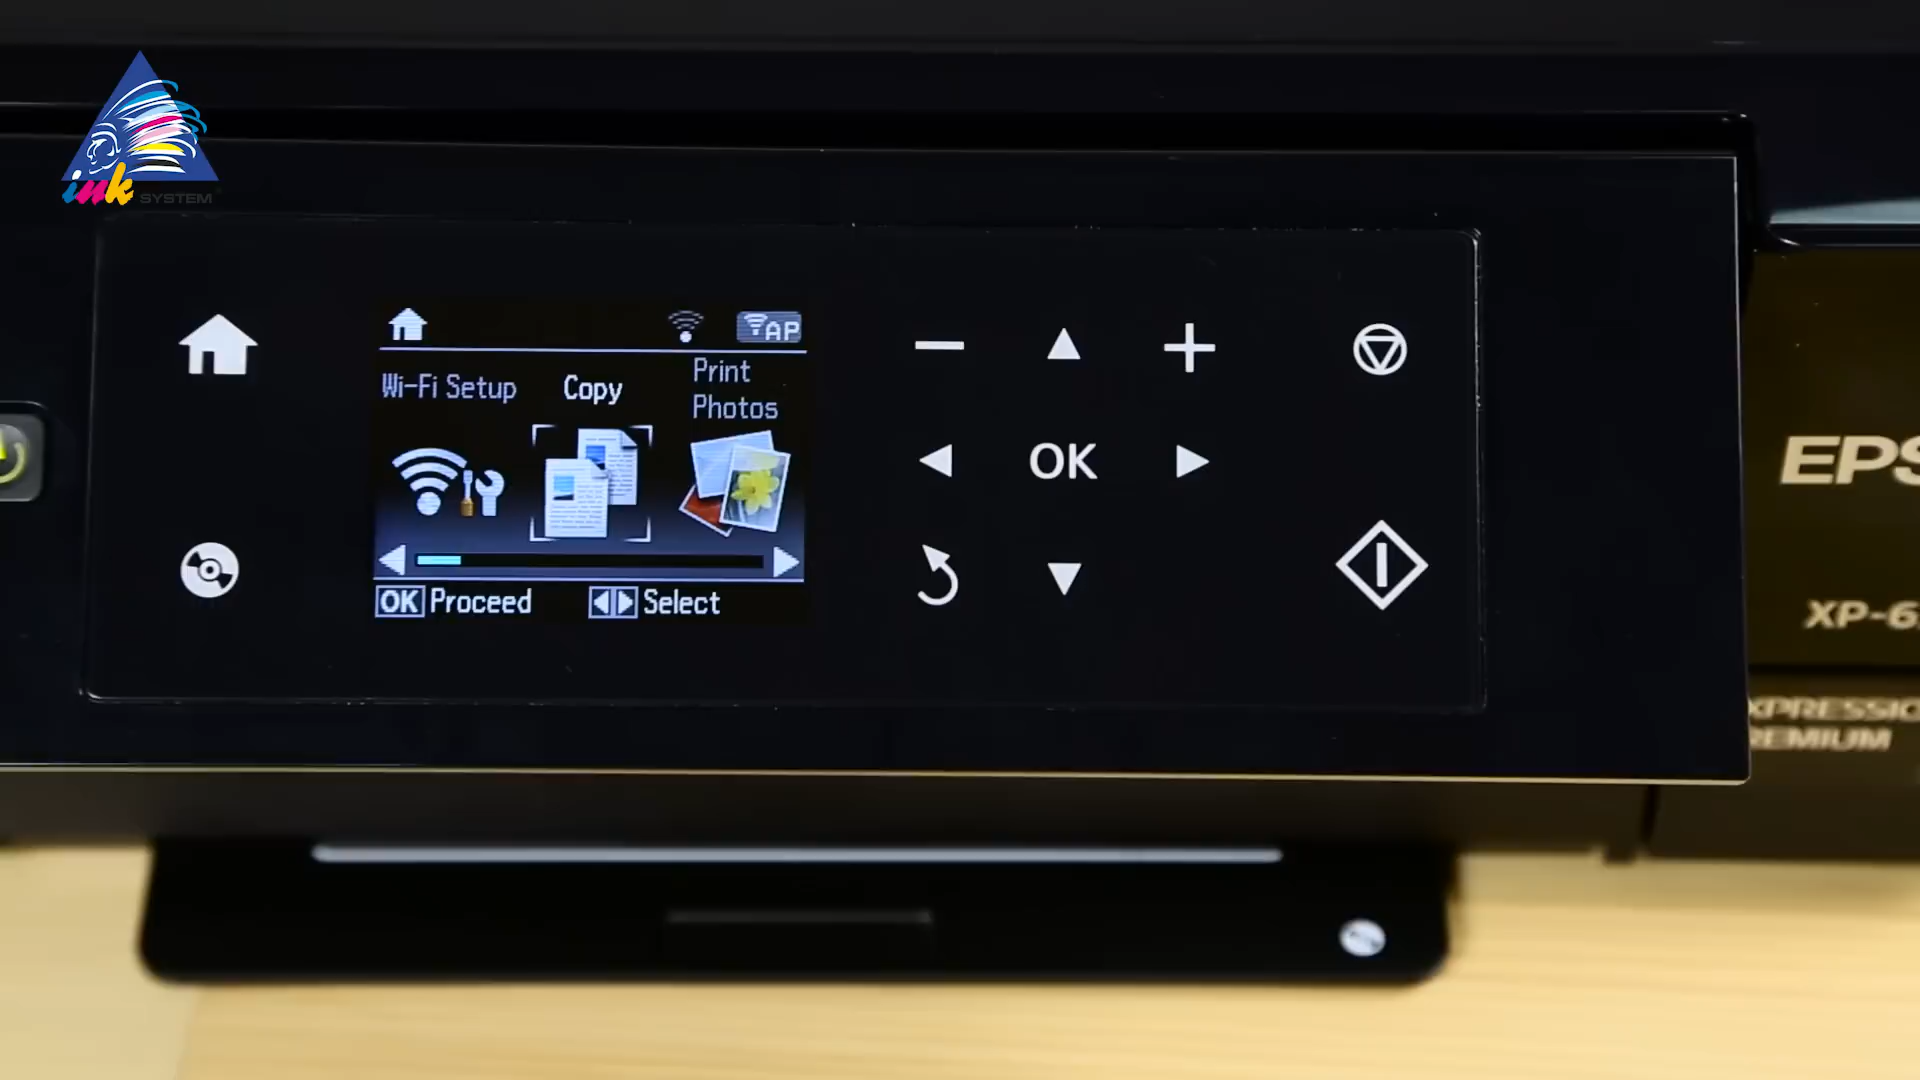 ink
SYSTEM
AP
Wi-Fi Setup
Copy
Print
Photos
OK Proceed
Select
OK
EPS
XP-6
XPRESSIO
REMIUM